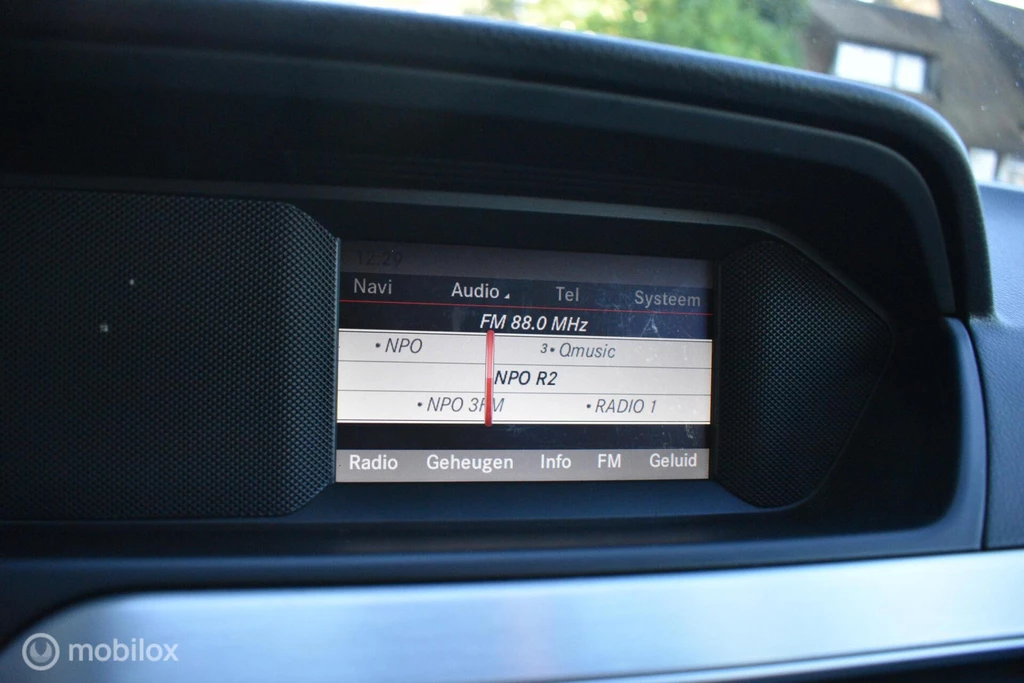 12:29
Navi Audio Tel Systeem
FM 88.0 MHz
• NPO 3• Qmusic
NPO R2
• NPO 3FM • RADIO 1
Radio Geheugen Info FM Geluid
mobilox